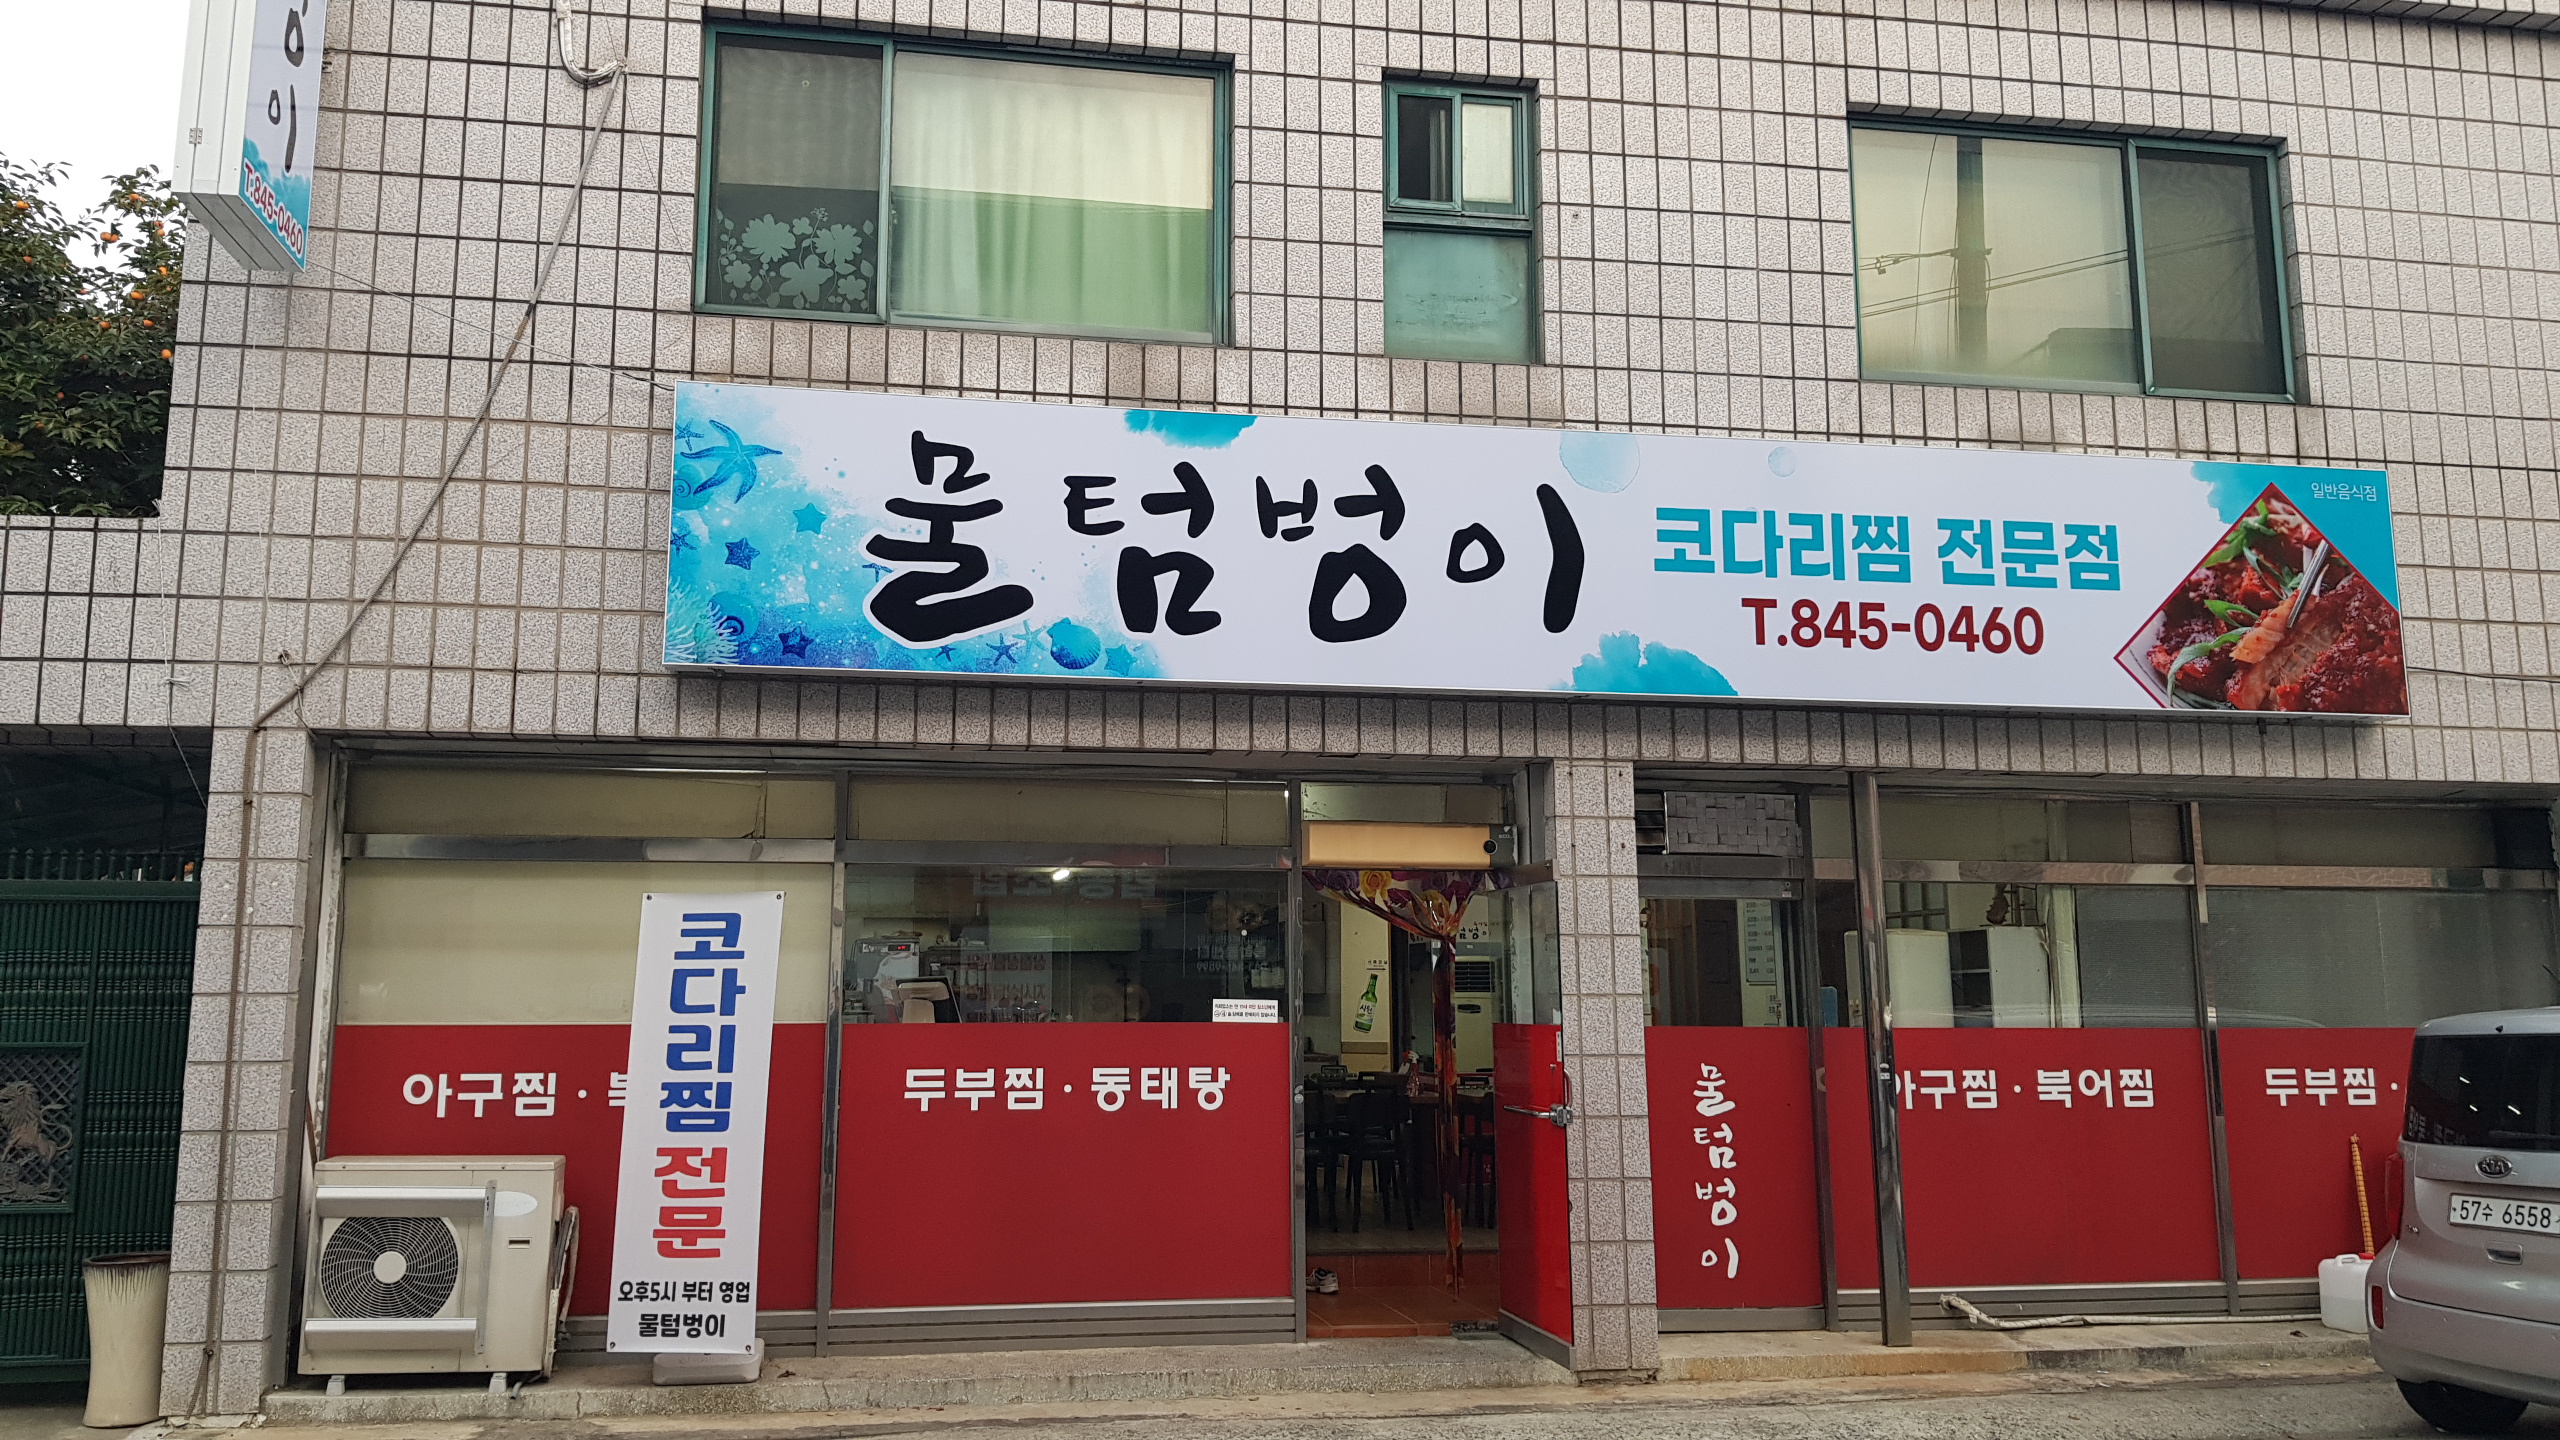 이
T.845-0460
물텀벙이
코다리찜 전문점
T.845-0460
일반음식점
코다리찜 전문
오후5시 부터 영업
물텀벙이
아구찜 ·
두부찜 · 동태탕
물텀벙이
아구찜 · 북어찜
두부찜 ·
KIA
57수 6558